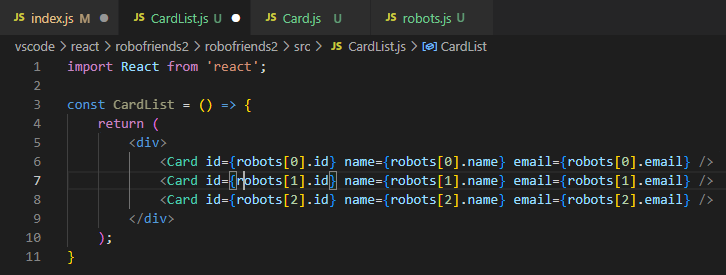 JS index.js M
JS CardList.js U
JS Card.js U
JS robots.js U
vscode > react > robofriends2 > robofriends2 > src > JS CardList.js > CardList
1 import React from 'react';
2
3 const CardList = () => {
4 return (
5 <div>
6 <Card id={robots[0].id} name={robots[0].name} email={robots[0].email} />
7 <Card id={robots[1].id} name={robots[1].name} email={robots[1].email} />
8 <Card id={robots[2].id} name={robots[2].name} email={robots[2].email} />
9 </div>
10 );
11 }